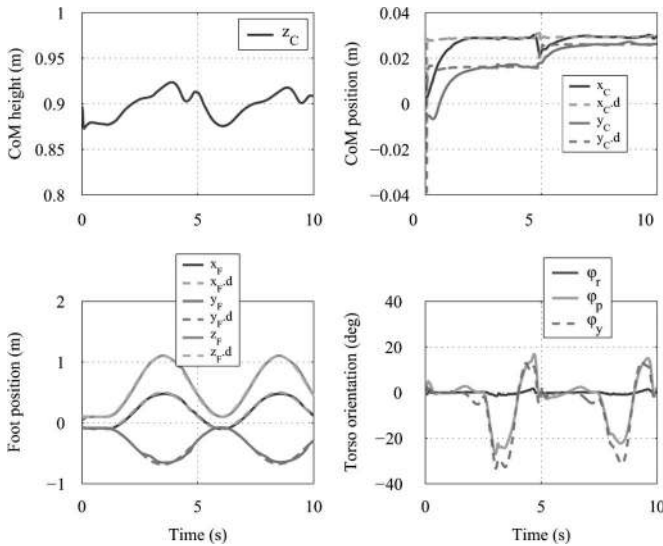 1
0.95
0.9
0.85
0.8
CoM height (m)
z_C
0
5
10
0.04
0.02
0
−0.02
−0.04
CoM position (m)
x_C
x_C.d
y_C
y_C.d
0
5
10
2
1
0
−1
Foot position (m)
x_F
x_F.d
y_F
y_F.d
z_F
z_F.d
0
5
10
Time (s)
40
20
0
−20
−40
Torso orientation (deg)
φ_r
φ_p
φ_y
0
5
10
Time (s)